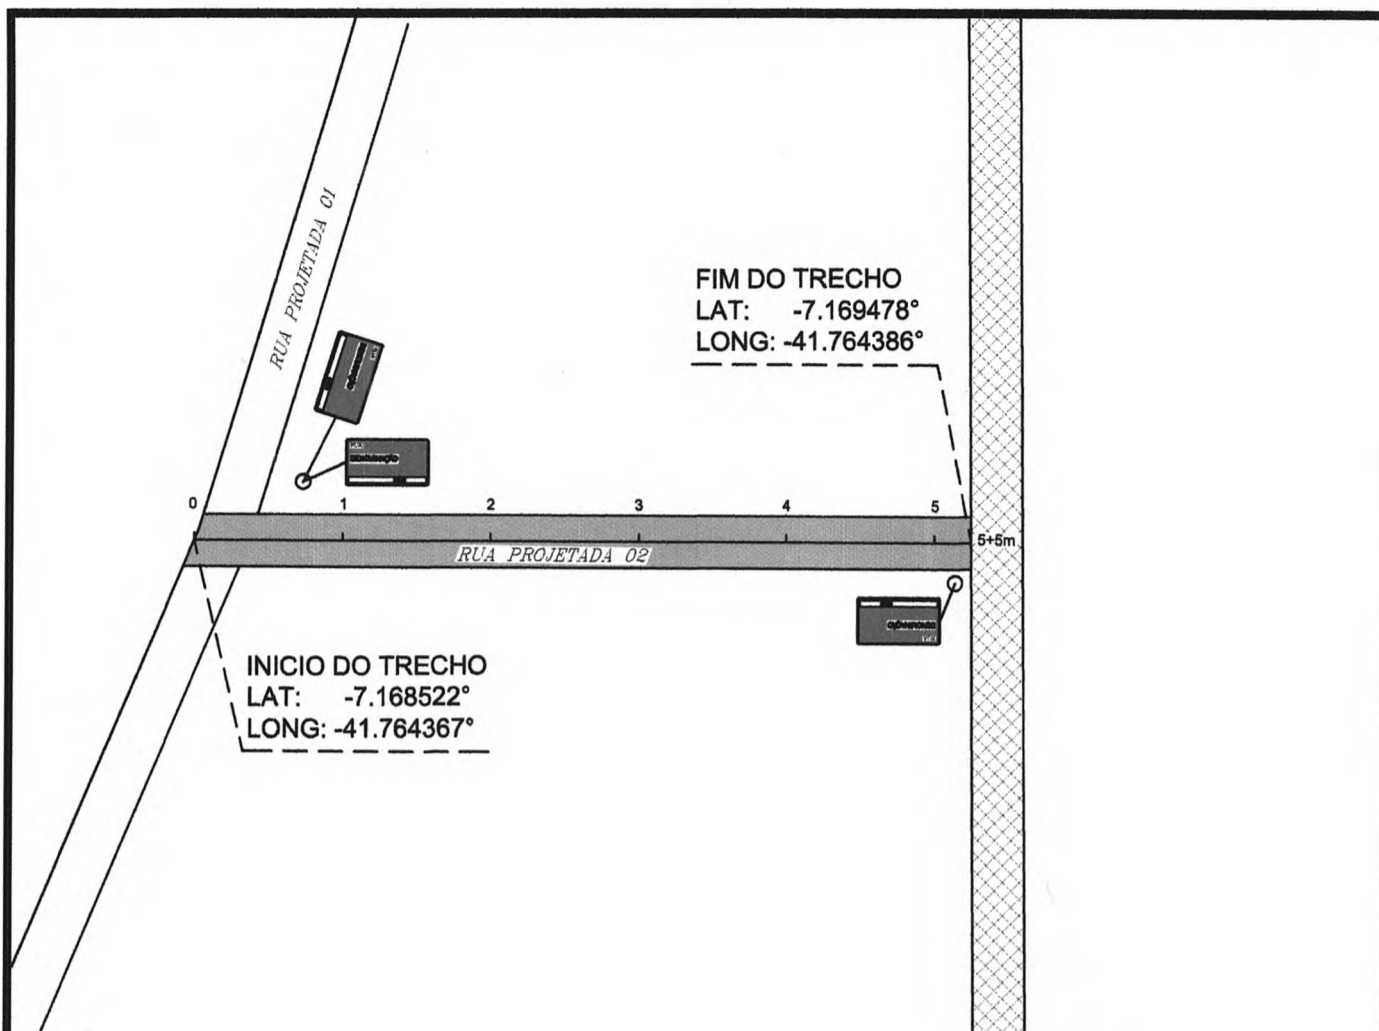 RUA PROJETADA 01
FIM DO TRECHO
LAT: -7.169478°
LONG: -41.764386°
0
1
2
3
4
5
5+5m
RUA PROJETADA 02
INICIO DO TRECHO
LAT: -7.168522°
LONG: -41.764367°